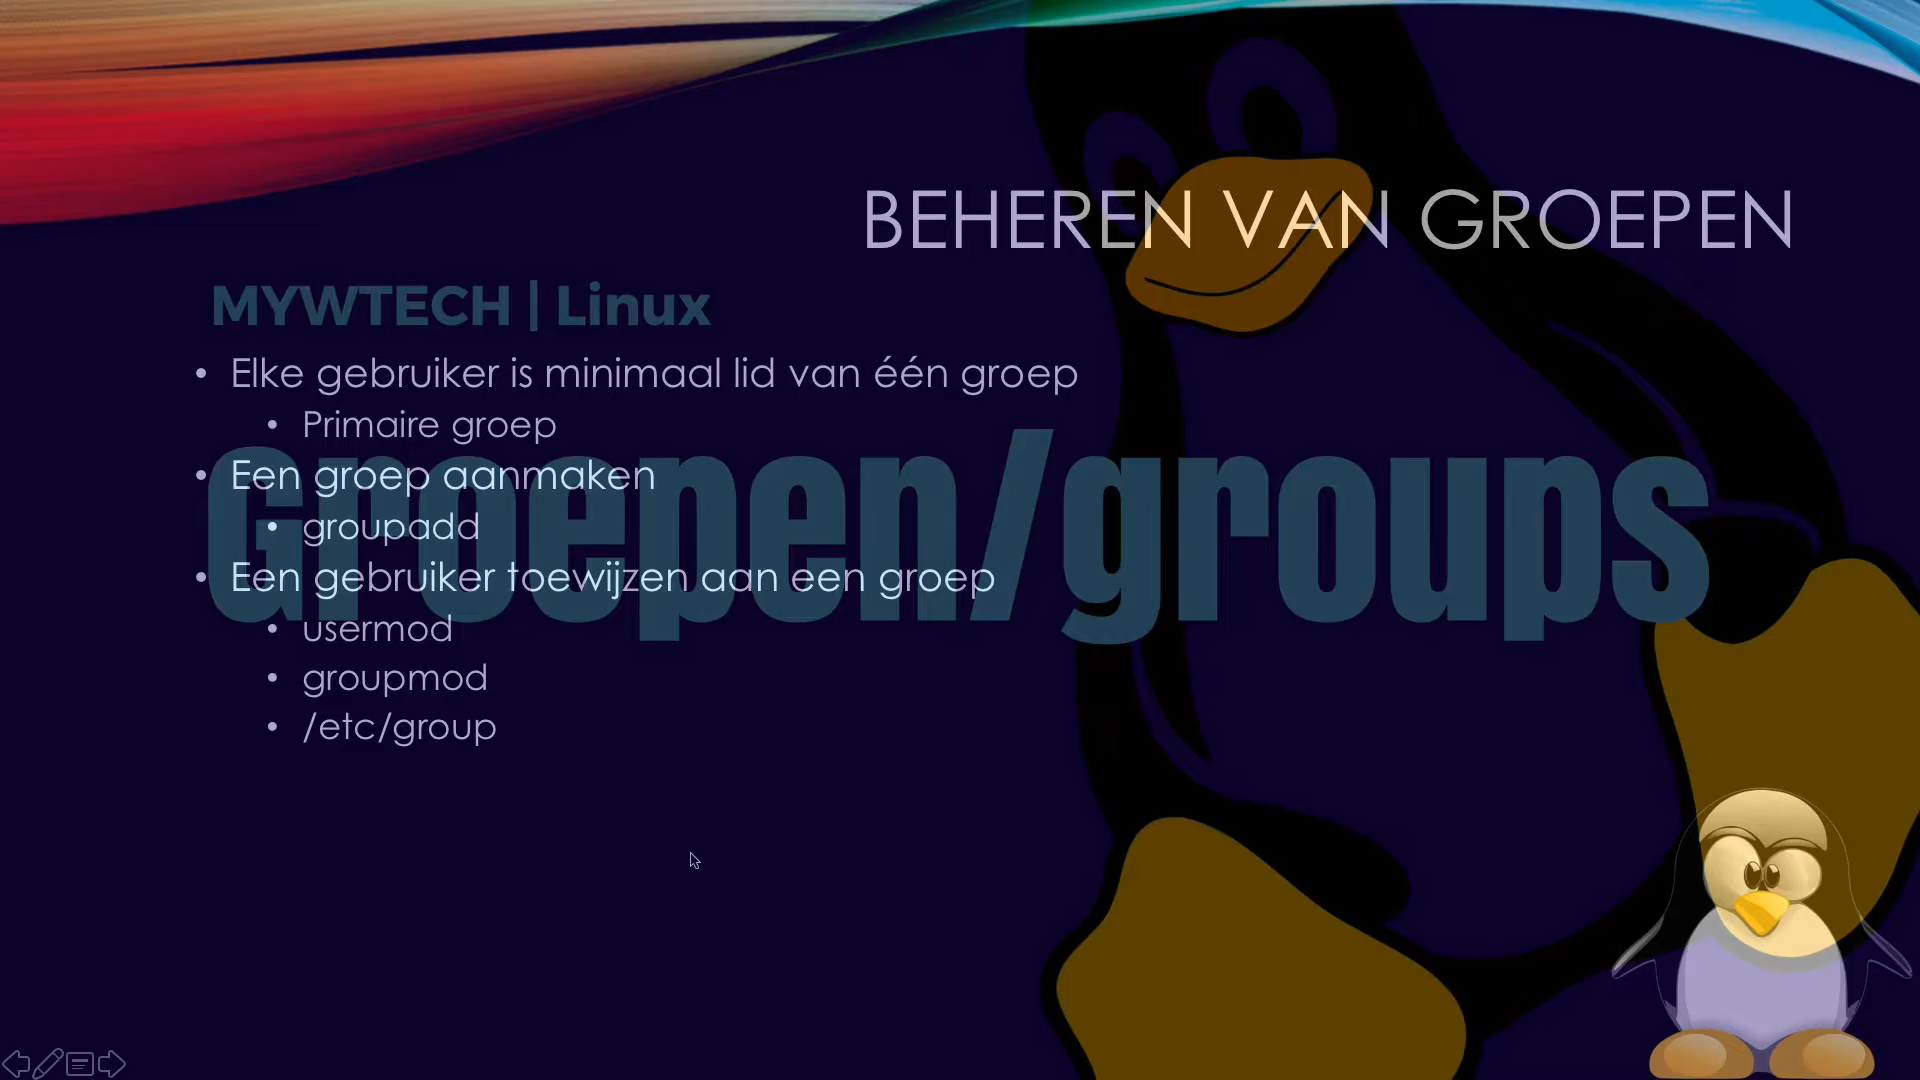 BEHEREN VAN GROEPEN
MYWTECH | Linux
• Elke gebruiker is minimaal lid van één groep
• Primaire groep
Groepen/groups
• Een groep aanmaken
• groupadd
• Een gebruiker toewijzen aan een groep
• usermod
• groupmod
• /etc/group